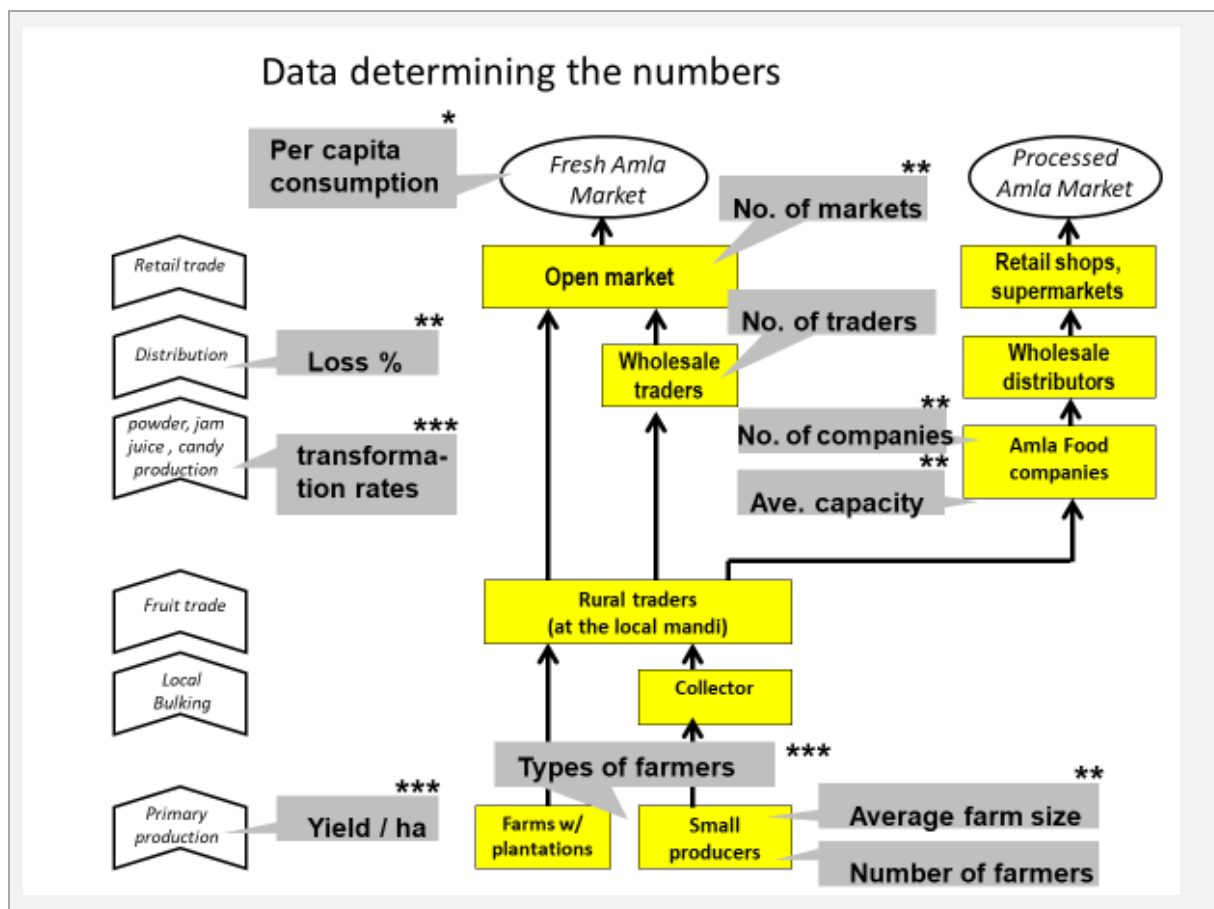 Data determining the numbers
*
Per capita
consumption
Fresh Amla
Market
**
No. of markets
Processed
Amla Market
Retail trade
Open market
Retail shops,
supermarkets
**
Distribution
Loss %
No. of traders
Wholesale
traders
Wholesale
distributors
powder, jam
juice , candy
production
***
transforma-
tion rates
**
No. of companies
**
Ave. capacity
Amla Food
companies
Fruit trade
Rural traders
(at the local mandi)
Local
Bulking
Collector
Types of farmers
***
Primary
production
***
Yield / ha
Farms w/
plantations
Small
producers
**
Average farm size
Number of farmers